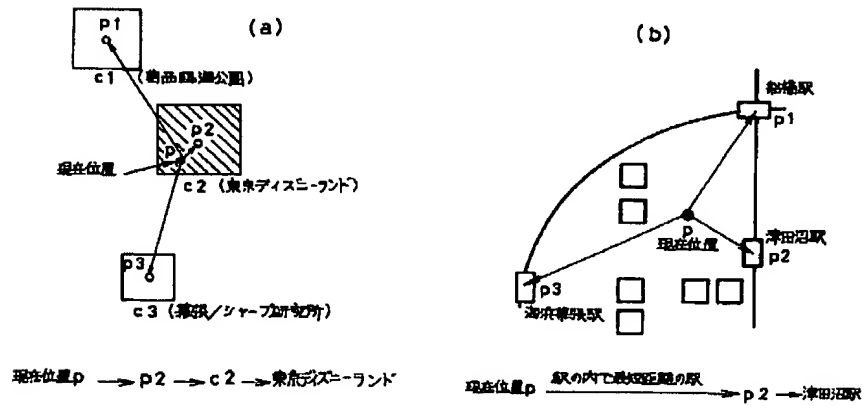 (a)
p1
c1 (葛西臨海公園)
p2
p
現在位置
c2 (東京ディズニーランド)
p3
c3 (幕張/シャープ研究所)
現在位置p → p2 → c2 → 東京ディズニーランド
(b)
船橋駅
p1
p
現在位置
津田沼駅
p2
p3
海浜幕張駅
駅の内で最短距離の駅
現在位置p → p2 → 津田沼駅